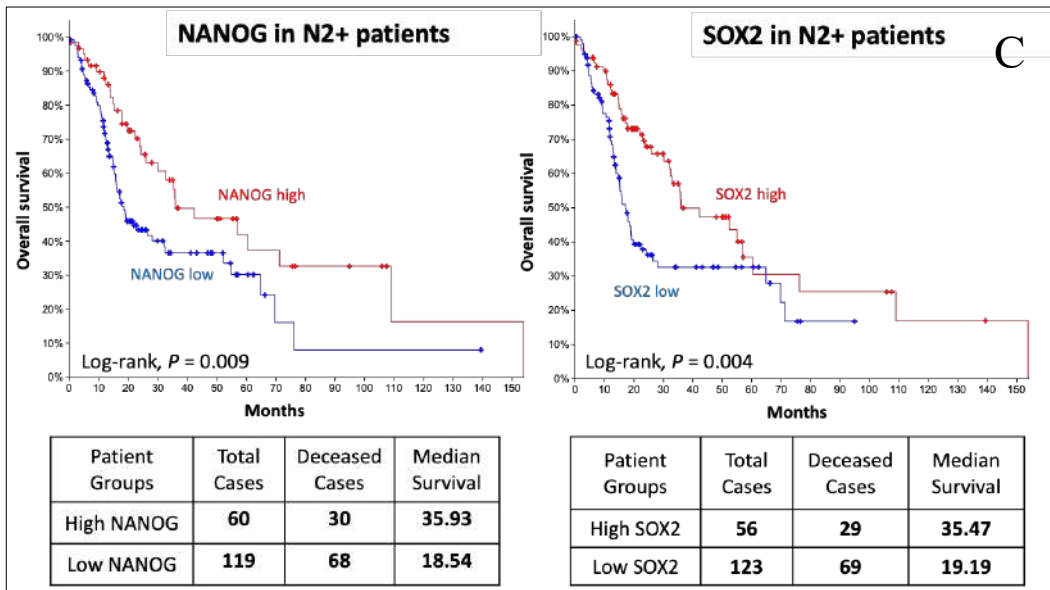 NANOG in N2+ patients
100%
90%
80%
70%
60%
50%
40%
30%
20%
10%
0%
Overall survival
NANOG high
NANOG low
Log-rank, P = 0.009
0 10 20 30 40 50 60 70 80 90 100 110 120 130 140 150
Months
Patient Groups
Total Cases
Deceased Cases
Median Survival
High NANOG 60 30 35.93
Low NANOG 119 68 18.54
SOX2 in N2+ patients
C
100%
90%
80%
70%
60%
50%
40%
30%
20%
10%
0%
Overall survival
SOX2 high
SOX2 low
Log-rank, P = 0.004
0 10 20 30 40 50 60 70 80 90 100 110 120 130 140 150
Months
Patient Groups
Total Cases
Deceased Cases
Median Survival
High SOX2 56 29 35.47
Low SOX2 123 69 19.19